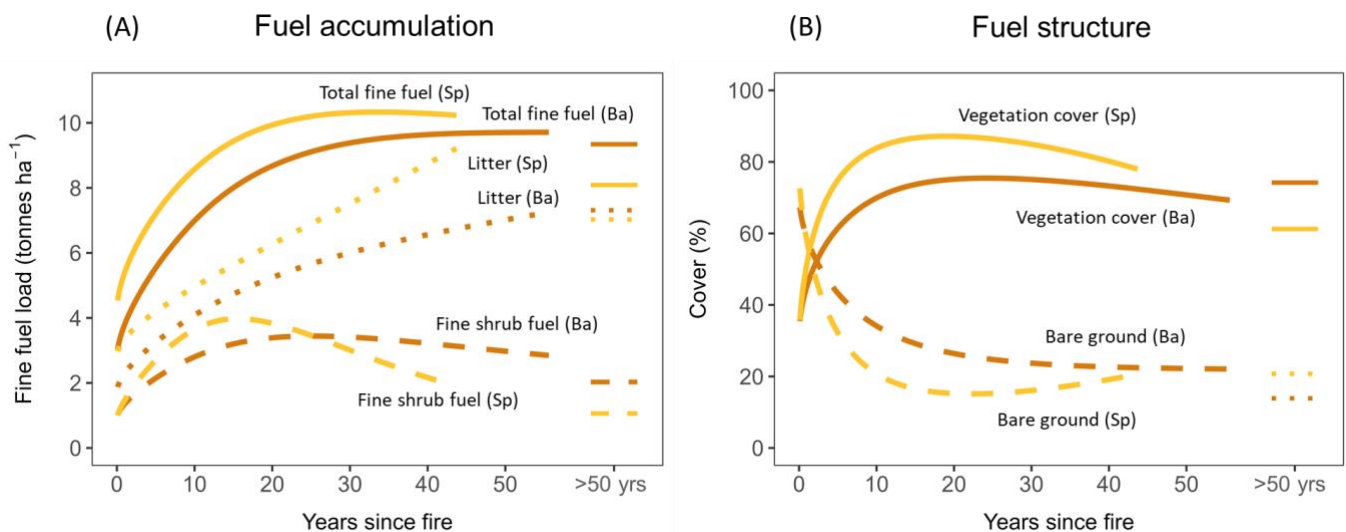 (A)
Fuel accumulation
Fine fuel load (tonnes ha⁻¹)
10
8
6
4
2
0
Total fine fuel (Sp)
Total fine fuel (Ba)
Litter (Sp)
Litter (Ba)
Fine shrub fuel (Ba)
Fine shrub fuel (Sp)
0 10 20 30 40 50 >50 yrs
Years since fire
(B)
Fuel structure
Cover (%)
100
80
60
40
20
0
Vegetation cover (Sp)
Vegetation cover (Ba)
Bare ground (Ba)
Bare ground (Sp)
0 10 20 30 40 50 >50 yrs
Years since fire